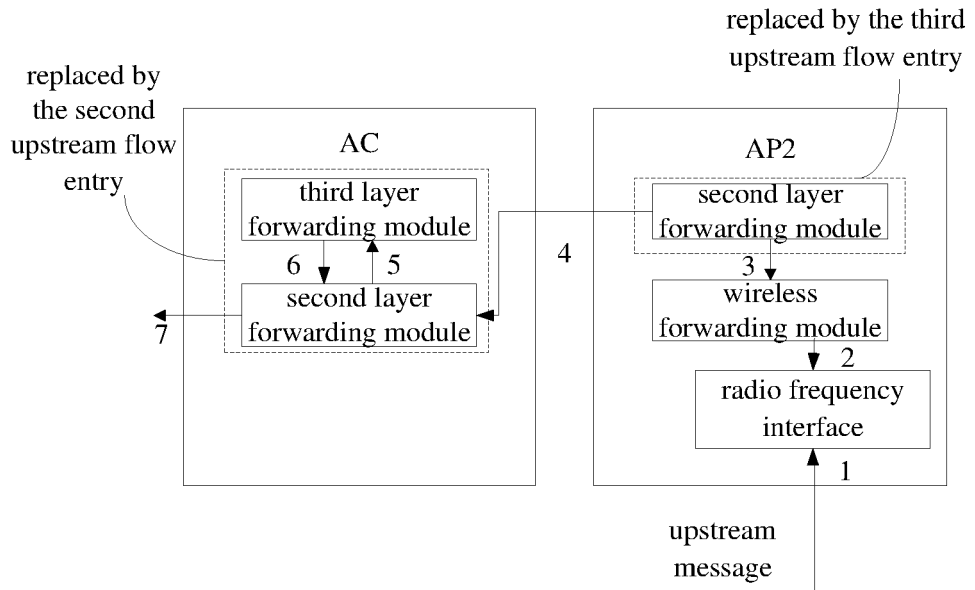 replaced by the third
upstream flow entry
replaced by
the second
upstream flow
entry
AC
third layer
forwarding module
6
5
second layer
forwarding module
7
4
AP2
second layer
forwarding module
3
wireless
forwarding module
2
radio frequency
interface
1
upstream
message